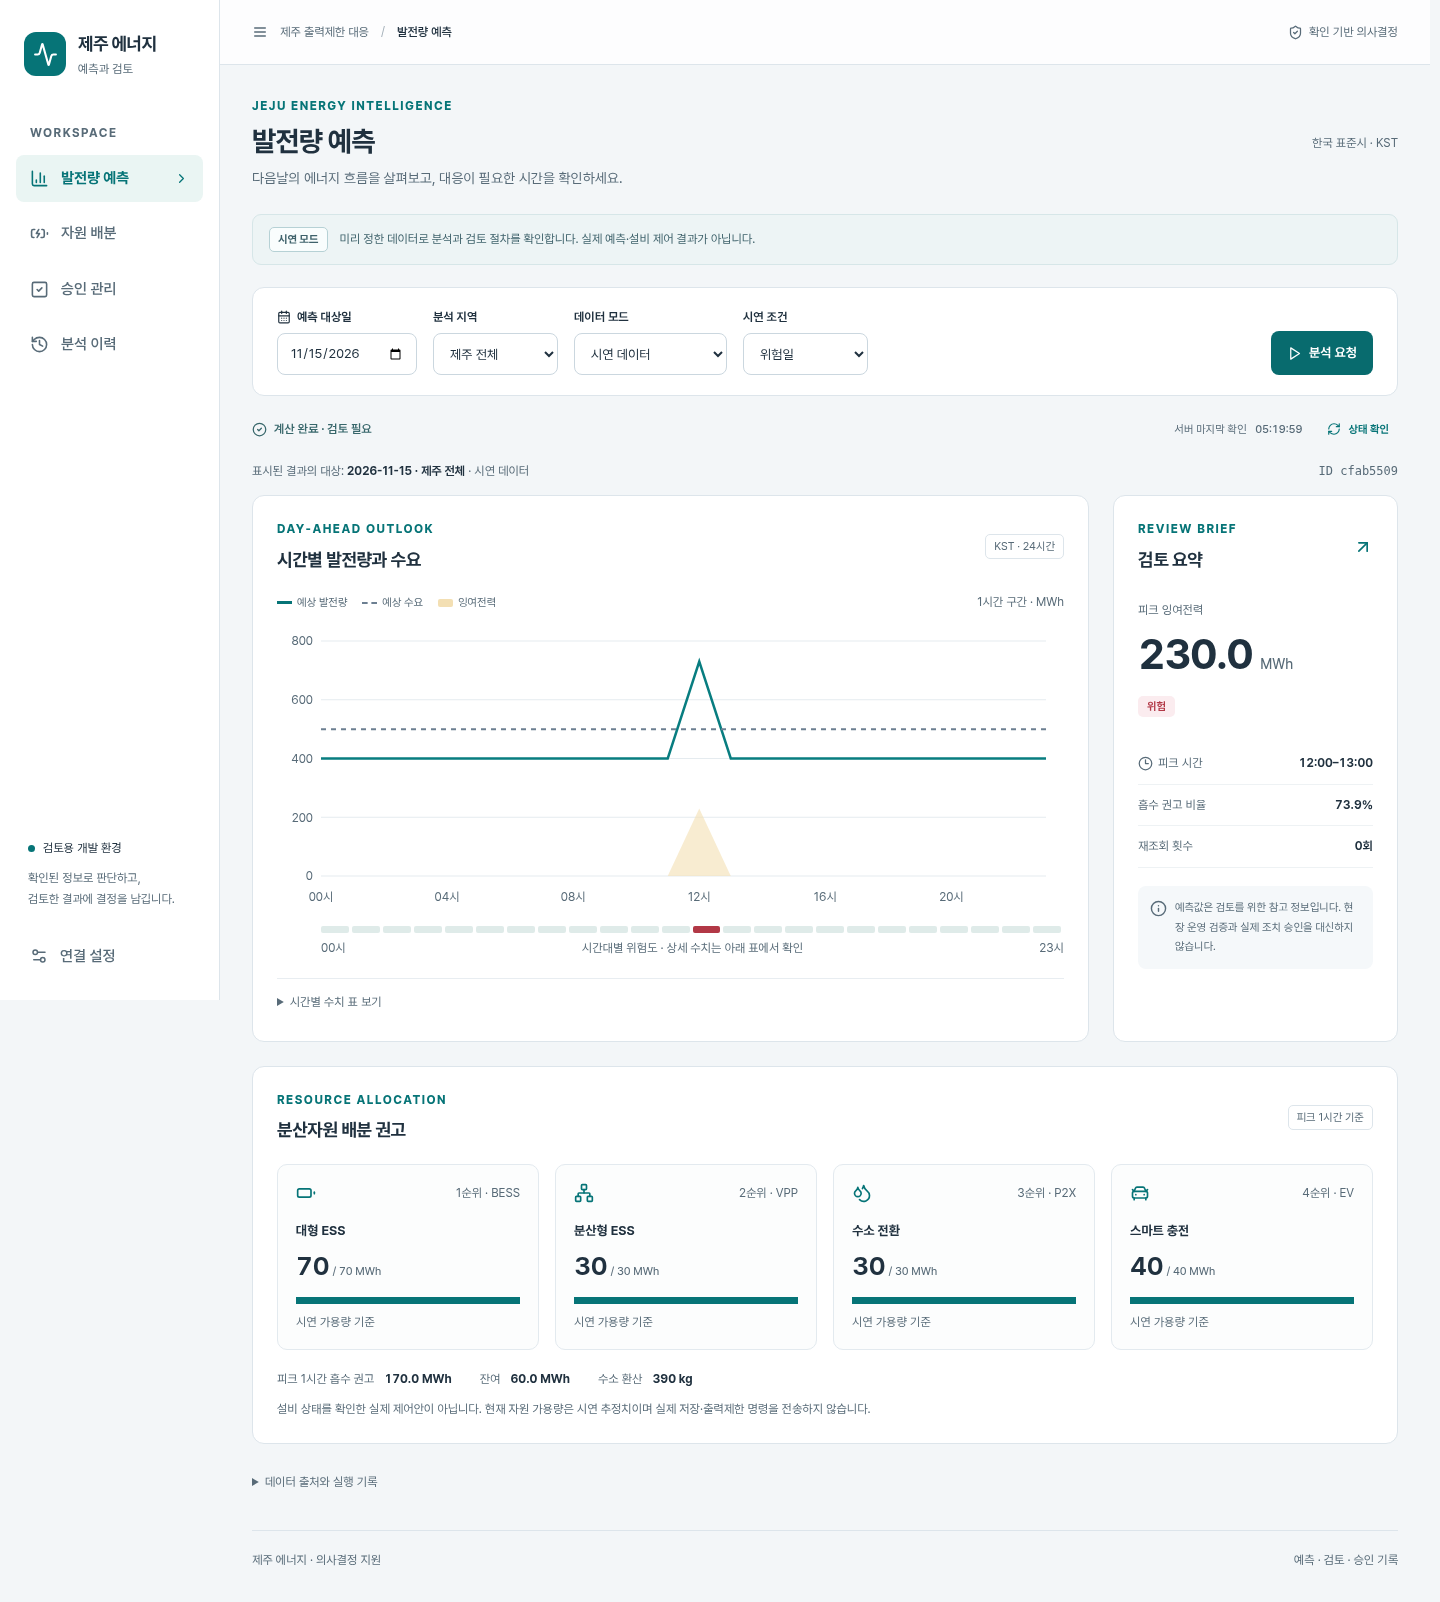 제주 에너지
예측과 검토
WORKSPACE
발전량 예측
자원 배분
승인 관리
분석 이력
검토용 개발 환경
확인된 정보로 판단하고,
검토한 결과에 결정을 남깁니다.
연결 설정
제주 출력제한 대응 / 발전량 예측
확인 기반 의사결정
JEJU ENERGY INTELLIGENCE
발전량 예측
한국 표준시 · KST
다음날의 에너지 흐름을 살펴보고, 대응이 필요한 시간을 확인하세요.
시연 모드 미리 정한 데이터로 분석과 검토 절차를 확인합니다. 실제 예측·설비 제어 결과가 아닙니다.
예측 대상일 분석 지역 데이터 모드 시연 조건
11/15/2026 제주 전체 시연 데이터 위험일 분석 요청
계산 완료 · 검토 필요
서버 마지막 확인 05:19:59 상태 확인
표시된 결과의 대상: 2026-11-15 · 제주 전체 · 시연 데이터
ID cfab5509
DAY-AHEAD OUTLOOK
시간별 발전량과 수요
KST · 24시간
예상 발전량 예상 수요 잉여전력 1시간 구간 · MWh
800
600
400
200
0
00시 04시 08시 12시 16시 20시
00시 시간대별 위험도 · 상세 수치는 아래 표에서 확인 23시
시간별 수치 표 보기
REVIEW BRIEF
검토 요약
피크 잉여전력
230.0 MWh
위험
피크 시간 12:00–13:00
흡수 권고 비율 73.9%
재조회 횟수 0회
예측값은 검토를 위한 참고 정보입니다. 현
장 운영 검증과 실제 조치 승인을 대신하지
않습니다.
RESOURCE ALLOCATION
분산자원 배분 권고
피크 1시간 기준
1순위 · BESS
대형 ESS
70 / 70 MWh
시연 가용량 기준
2순위 · VPP
분산형 ESS
30 / 30 MWh
시연 가용량 기준
3순위 · P2X
수소 전환
30 / 30 MWh
시연 가용량 기준
4순위 · EV
스마트 충전
40 / 40 MWh
시연 가용량 기준
피크 1시간 흡수 권고 170.0 MWh 잔여 60.0 MWh 수소 환산 390 kg
설비 상태를 확인한 실제 제어안이 아닙니다. 현재 자원 가용량은 시연 추정치이며 실제 저장·출력제한 명령을 전송하지 않습니다.
데이터 출처와 실행 기록
제주 에너지 · 의사결정 지원
예측 · 검토 · 승인 기록